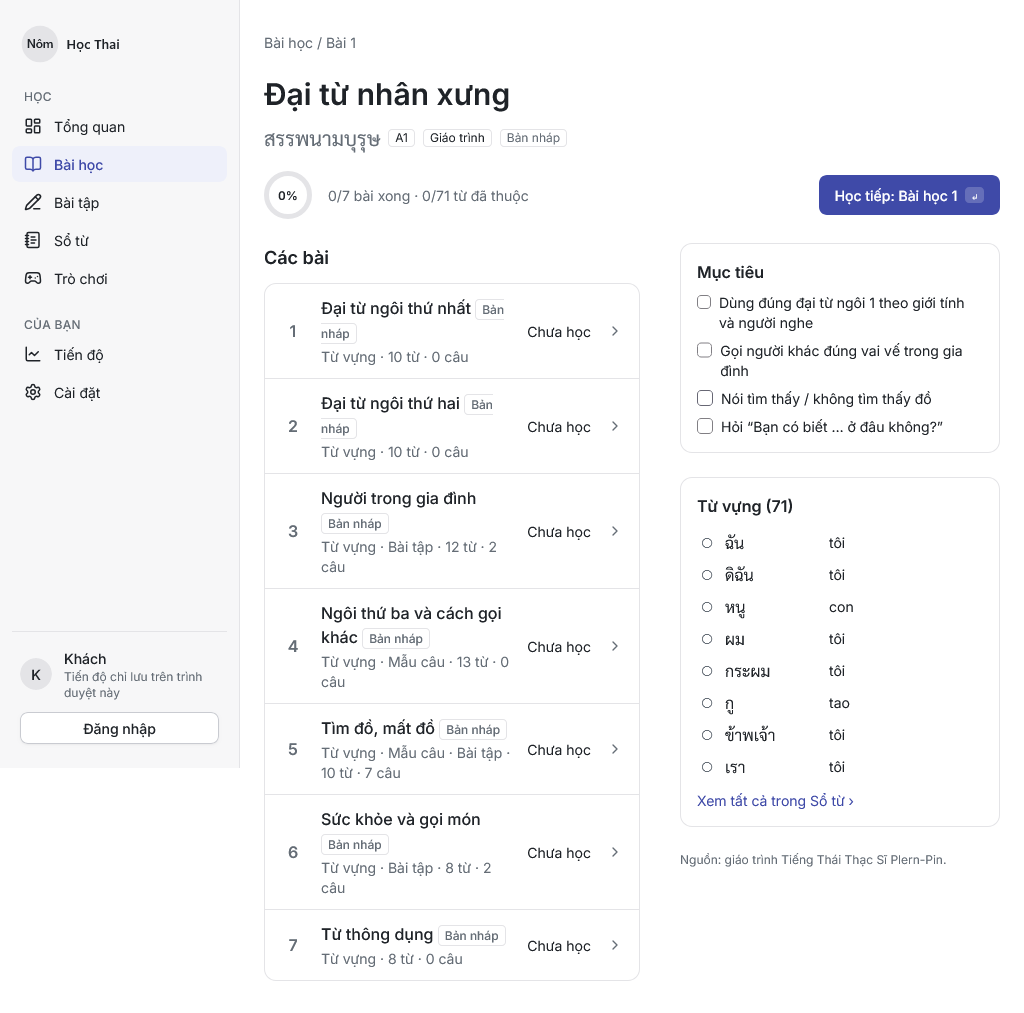 Nôm Học Thai
HỌC
Tổng quan
Bài học
Bài tập
Sổ từ
Trò chơi
CỦA BẠN
Tiến độ
Cài đặt
K
Khách
Tiến độ chỉ lưu trên trình
duyệt này
Đăng nhập
Bài học / Bài 1
Đại từ nhân xưng
สรรพนามบุรุษ A1 Giáo trình Bản nháp
0% 0/7 bài xong · 0/71 từ đã thuộc
Học tiếp: Bài học 1 ↲
Các bài
1
Đại từ ngôi thứ nhất Bản
nháp
Từ vựng · 10 từ · 0 câu
Chưa học
2
Đại từ ngôi thứ hai Bản
nháp
Từ vựng · 10 từ · 0 câu
Chưa học
3
Người trong gia đình
Bản nháp
Từ vựng · Bài tập · 12 từ · 2
câu
Chưa học
4
Ngôi thứ ba và cách gọi
khác Bản nháp
Từ vựng · Mẫu câu · 13 từ · 0
câu
Chưa học
5
Tìm đồ, mất đồ Bản nháp
Từ vựng · Mẫu câu · Bài tập ·
10 từ · 7 câu
Chưa học
6
Sức khỏe và gọi món
Bản nháp
Từ vựng · Bài tập · 8 từ · 2
câu
Chưa học
7
Từ thông dụng Bản nháp
Từ vựng · 8 từ · 0 câu
Chưa học
Mục tiêu
Dùng đúng đại từ ngôi 1 theo giới tính
và người nghe
Gọi người khác đúng vai vế trong gia
đình
Nói tìm thấy / không tìm thấy đồ
Hỏi “Bạn có biết ... ở đâu không?”
Từ vựng (71)
ฉัน tôi
ดิฉัน tôi
หนู con
ผม tôi
กระผม tôi
กู tao
ข้าพเจ้า tôi
เรา tôi
Xem tất cả trong Sổ từ ›
Nguồn: giáo trình Tiếng Thái Thạc Sĩ Plern-Pin.